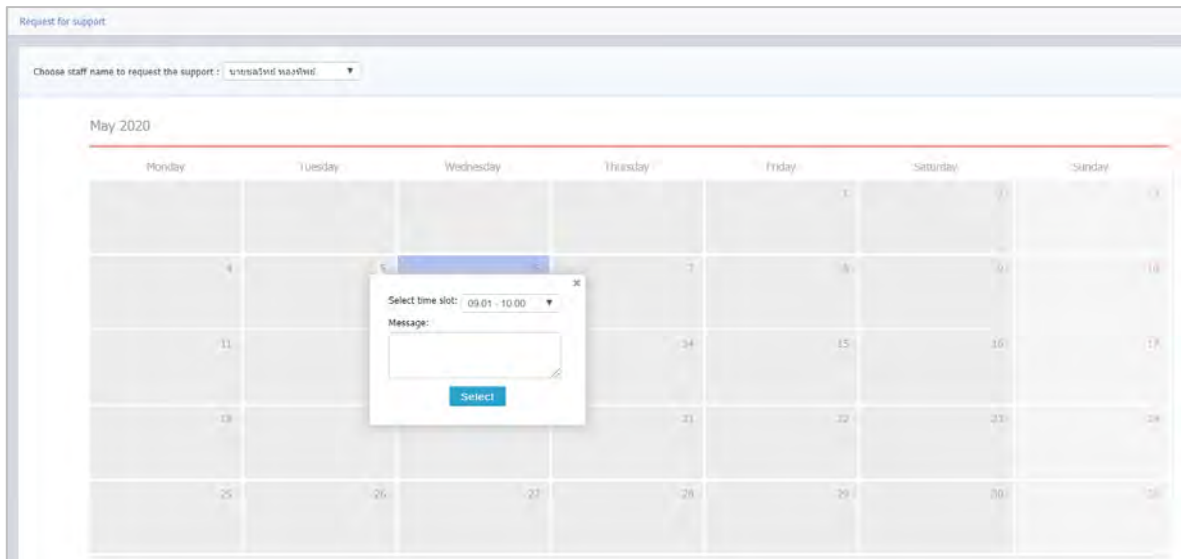 Request for support
Choose staff name to request the support :
May 2020
Monday Tuesday Wednesday Thursday Friday Saturday Sunday
1 2 3
4 5 6 7 8 9 10
Select time slot: 09.01 - 10.00
Message:
11 14 15 16 17
Select
18 21 22 23 24
25 26 27 28 29 30 31